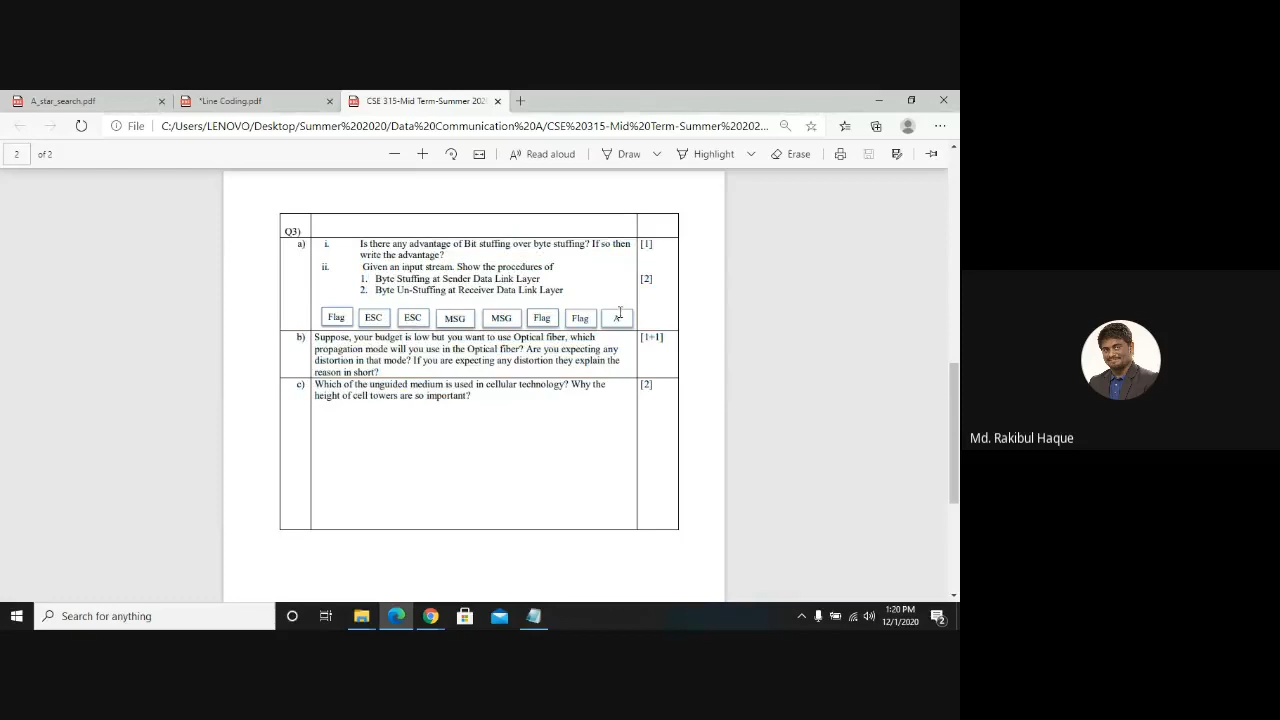 A_star_search.pdf
*Line Coding.pdf
CSE 315-Mid Term-Summer 202
File
C:/Users/LENOVO/Desktop/Summer%202020/Data%20Communication%20A/CSE%20315-Mid%20Term-Summer%20202...
2 of 2
Read aloud
Draw
Highlight
Erase
Q3)
a) i. Is there any advantage of Bit stuffing over byte stuffing? If so then [1]
write the advantage?
ii. Given an input stream. Show the procedures of
1. Byte Stuffing at Sender Data Link Layer [2]
2. Byte Un-Stuffing at Receiver Data Link Layer
Flag ESC ESC MSG MSG Flag Flag A
b) Suppose, your budget is low but you want to use Optical fiber, which [1+1]
propagation mode will you use in the Optical fiber? Are you expecting any
distortion in that mode? If you are expecting any distortion they explain the
reason in short?
c) Which of the unguided medium is used in cellular technology? Why the [2]
height of cell towers are so important?
Md. Rakibul Haque
Search for anything
1:20 PM
12/1/2020
2